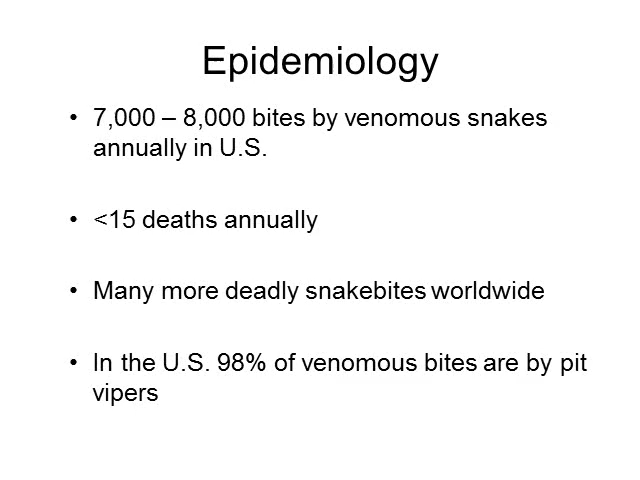 Epidemiology
• 7,000 – 8,000 bites by venomous snakes
annually in U.S.
• <15 deaths annually
• Many more deadly snakebites worldwide
• In the U.S. 98% of venomous bites are by pit
vipers